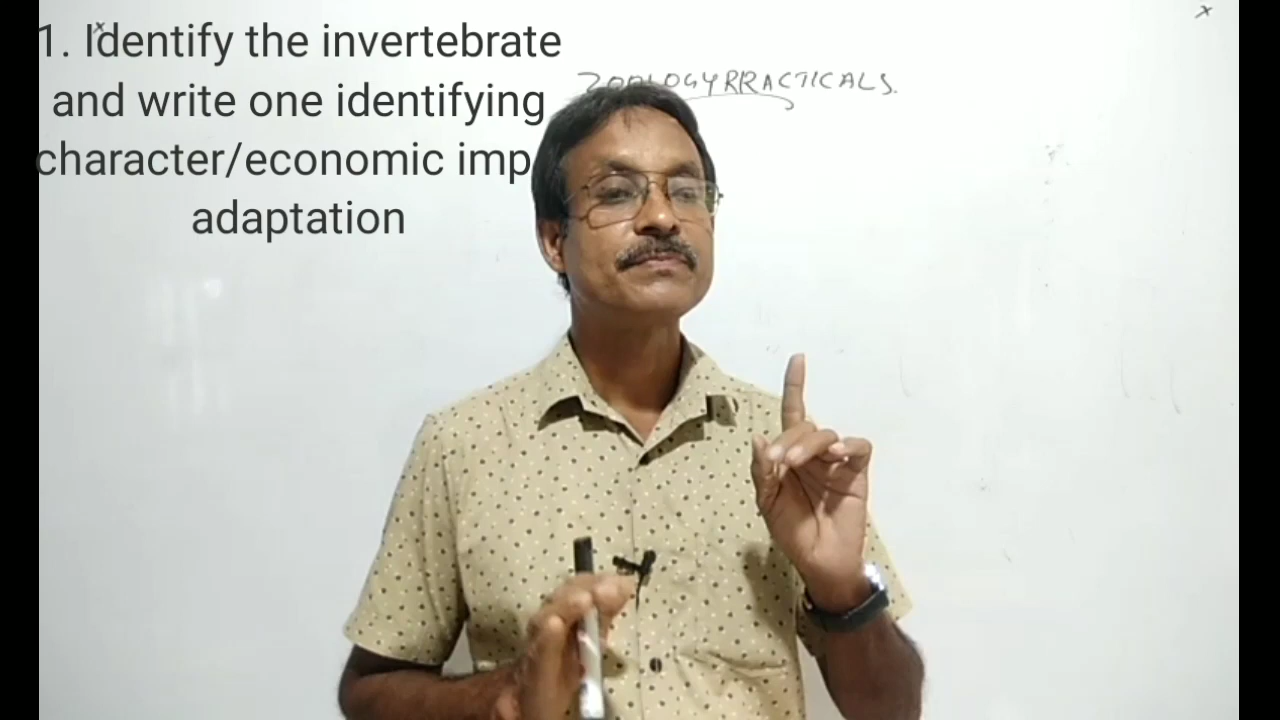 1. Identify the invertebrate
and write one identifying
character/economic imp
adaptation
ZOOLOGY PRACTICALS.